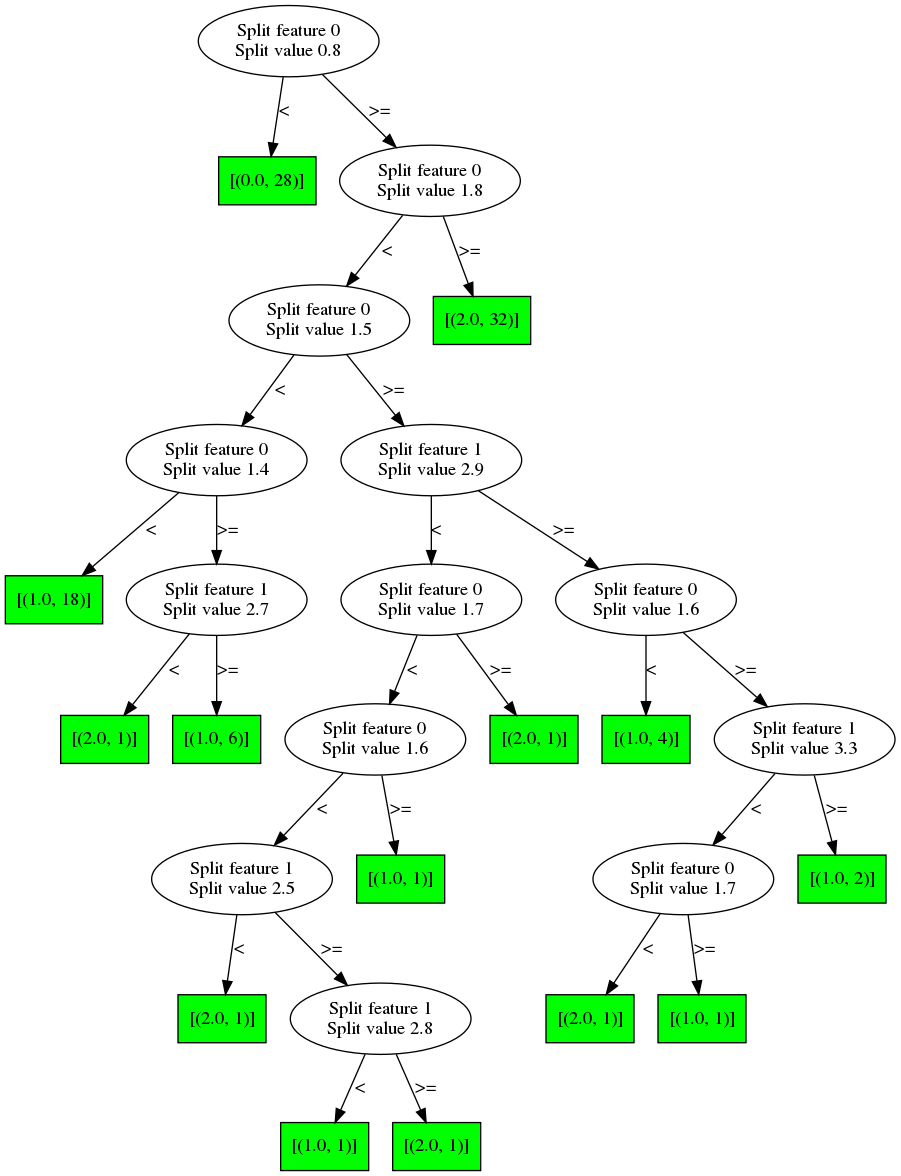 Split feature 0
Split value 0.8
<
>=
[(0.0, 28)]
Split feature 0
Split value 1.8
<
>=
Split feature 0
Split value 1.5
[(2.0, 32)]
<
>=
Split feature 0
Split value 1.4
Split feature 1
Split value 2.9
<
>=
<
>=
[(1.0, 18)]
Split feature 1
Split value 2.7
Split feature 0
Split value 1.7
Split feature 0
Split value 1.6
<
>=
<
>=
<
>=
[(2.0, 1)]
[(1.0, 6)]
Split feature 0
Split value 1.6
[(2.0, 1)]
[(1.0, 4)]
Split feature 1
Split value 3.3
<
>=
<
>=
Split feature 1
Split value 2.5
[(1.0, 1)]
Split feature 0
Split value 1.7
[(1.0, 2)]
<
>=
<
>=
[(2.0, 1)]
Split feature 1
Split value 2.8
[(2.0, 1)]
[(1.0, 1)]
<
>=
[(1.0, 1)]
[(2.0, 1)]